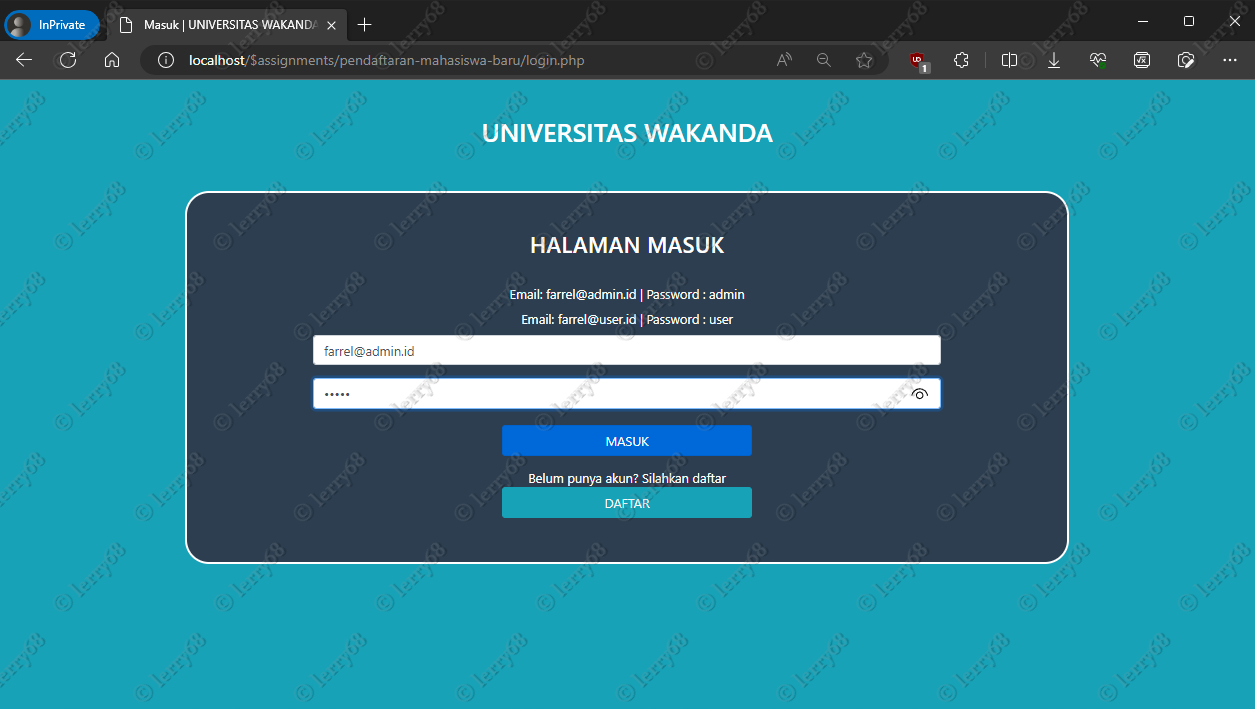 InPrivate
Masuk | UNIVERSITAS WAKANDA
localhost/$assignments/pendaftaran-mahasiswa-baru/login.php
UD
1
UNIVERSITAS WAKANDA
HALAMAN MASUK
Email: farrel@admin.id | Password : admin
Email: farrel@user.id | Password : user
farrel@admin.id
•••••
MASUK
Belum punya akun? Silahkan daftar
DAFTAR
© lerry68